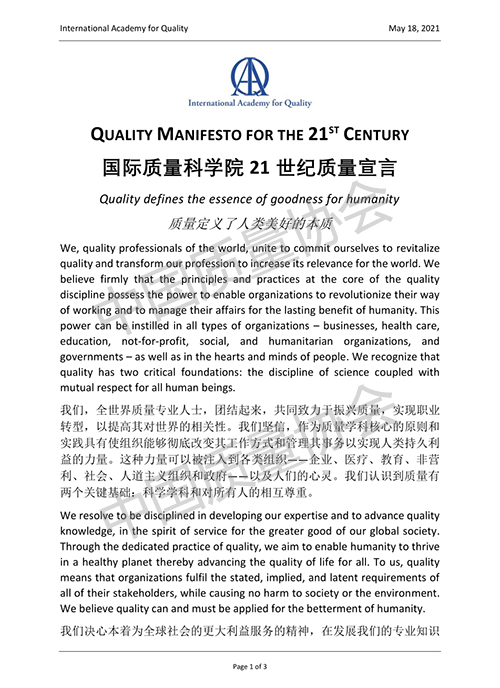 International Academy for Quality May 18, 2021
International Academy for Quality
QUALITY MANIFESTO FOR THE 21ST CENTURY
国际质量科学院 21 世纪质量宣言
Quality defines the essence of goodness for humanity
质量定义了人类美好的本质
We, quality professionals of the world, unite to commit ourselves to revitalize
quality and transform our profession to increase its relevance for the world. We
believe firmly that the principles and practices at the core of the quality
discipline possess the power to enable organizations to revolutionize their way
of working and to manage their affairs for the lasting benefit of humanity. This
power can be instilled in all types of organizations – businesses, health care,
education, not-for-profit, social, and humanitarian organizations, and
governments – as well as in the hearts and minds of people. We recognize that
quality has two critical foundations: the discipline of science coupled with
mutual respect for all human beings.
我们，全世界质量专业人士，团结起来，共同致力于振兴质量，实现职业
转型，以提高其对世界的相关性。我们坚信，作为质量学科核心的原则和
实践具有使组织能够彻底改变其工作方式和管理其事务以实现人类持久利
益的力量。这种力量可以被注入到各类组织——企业、医疗、教育、非营
利、社会、人道主义组织和政府——以及人们的心灵。我们认识到质量有
两个关键基础：科学学科和对所有人的相互尊重。
We resolve to be disciplined in developing our expertise and to advance quality
knowledge, in the spirit of service for the greater good of our global society.
Through the dedicated practice of quality, we aim to enable humanity to thrive
in a healthy planet thereby advancing the quality of life for all. To us, quality
means that organizations fulfil the stated, implied, and latent requirements of
all of their stakeholders, while causing no harm to society or the environment.
We believe quality can and must be applied for the betterment of humanity.
我们决心本着为全球社会的更大利益服务的精神，在发展我们的专业知识
Page 1 of 3
中国质量协会
中国质量协会